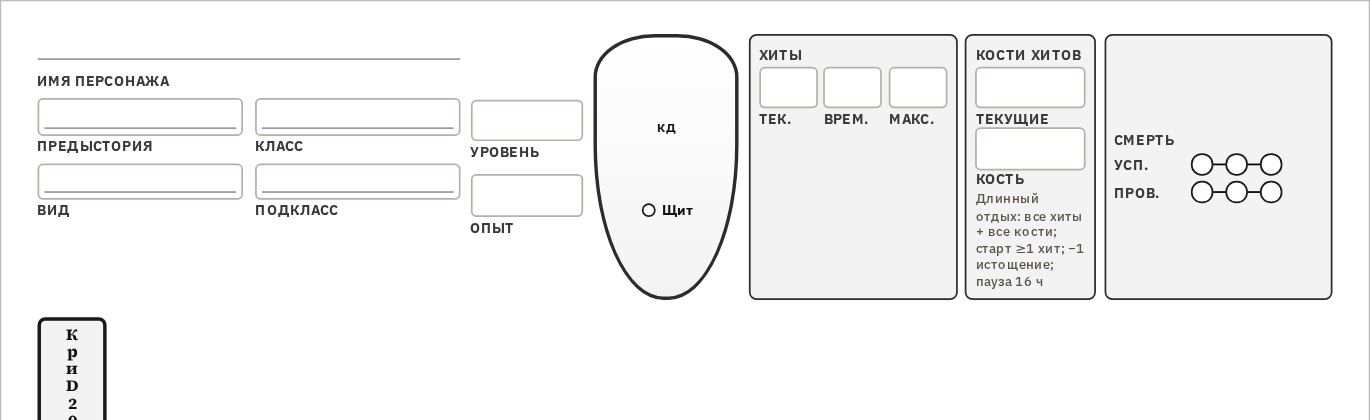 ИМЯ ПЕРСОНАЖА
ПРЕДЫСТОРИЯ
КЛАСС
ВИД
ПОДКЛАСС
УРОВЕНЬ
ОПЫТ
КД
Щит
ХИТЫ
ТЕК.
ВРЕМ.
МАКС.
КОСТИ ХИТОВ
ТЕКУЩИЕ
КОСТЬ
Длинный
отдых: все хиты
+ все кости;
старт ≥1 хит; −1
истощение;
пауза 16 ч
СМЕРТЬ
УСП.
ПРОВ.
К
р
и
D
2